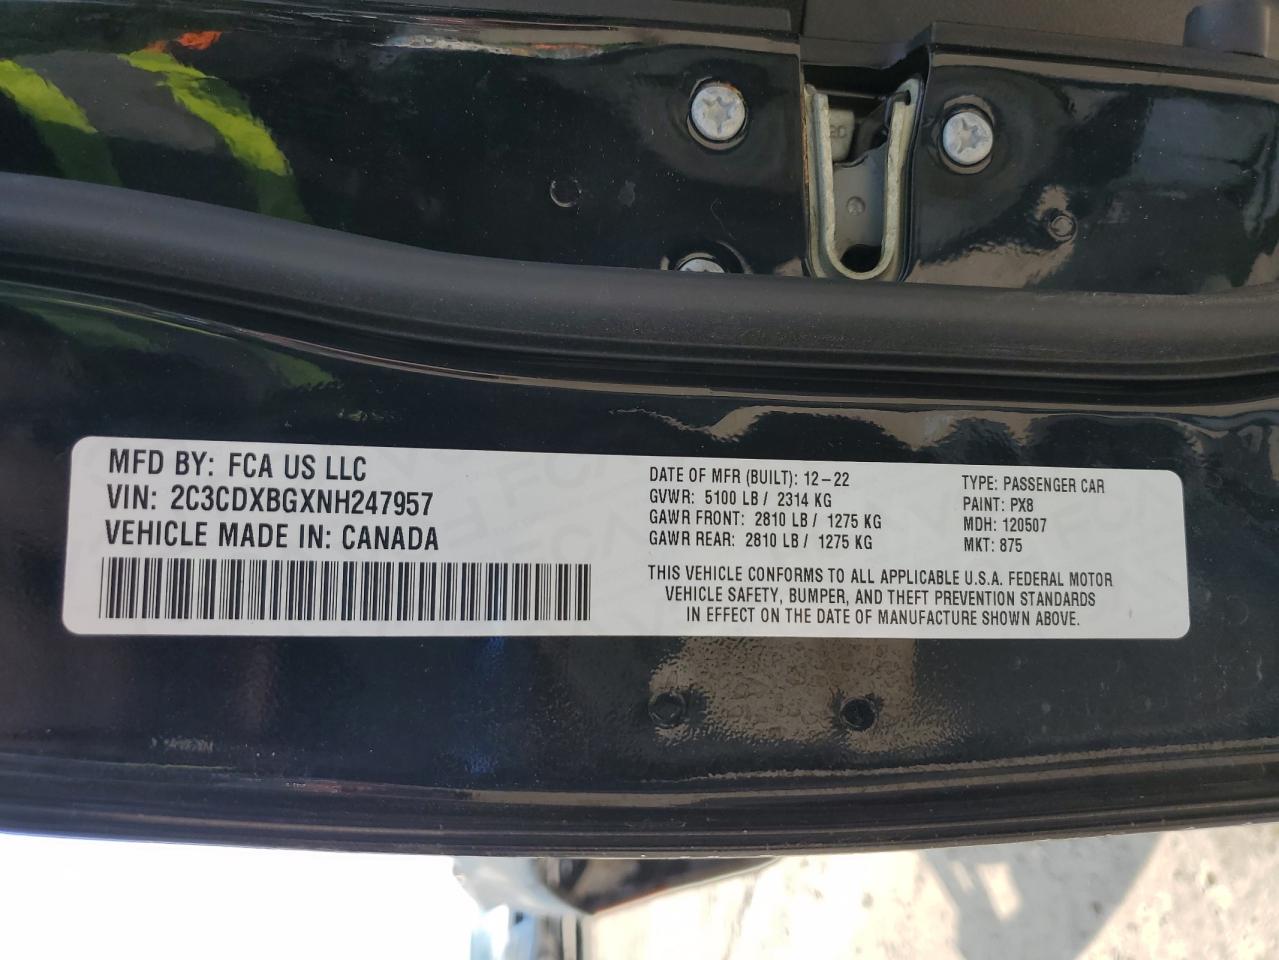 MFD BY: FCA US LLC
VIN: 2C3CDXBGXNH247957
VEHICLE MADE IN: CANADA
DATE OF MFR (BUILT): 12-22
GVWR: 5100 LB / 2314 KG
GAWR FRONT: 2810 LB / 1275 KG
GAWR REAR: 2810 LB / 1275 KG
TYPE: PASSENGER CAR
PAINT: PX8
MDH: 120507
MKT: 875
THIS VEHICLE CONFORMS TO ALL APPLICABLE U.S.A. FEDERAL MOTOR
VEHICLE SAFETY, BUMPER, AND THEFT PREVENTION STANDARDS
IN EFFECT ON THE DATE OF MANUFACTURE SHOWN ABOVE.